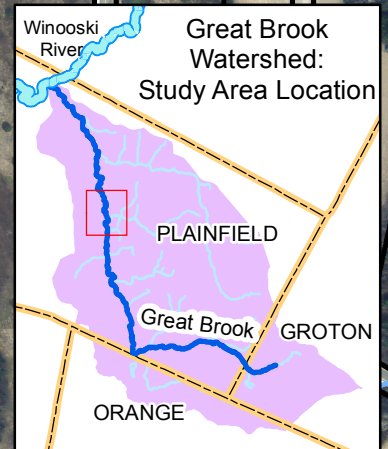 Great Brook
Watershed:
Study Area Location
Winooski
River
PLAINFIELD
Great Brook
GROTON
ORANGE